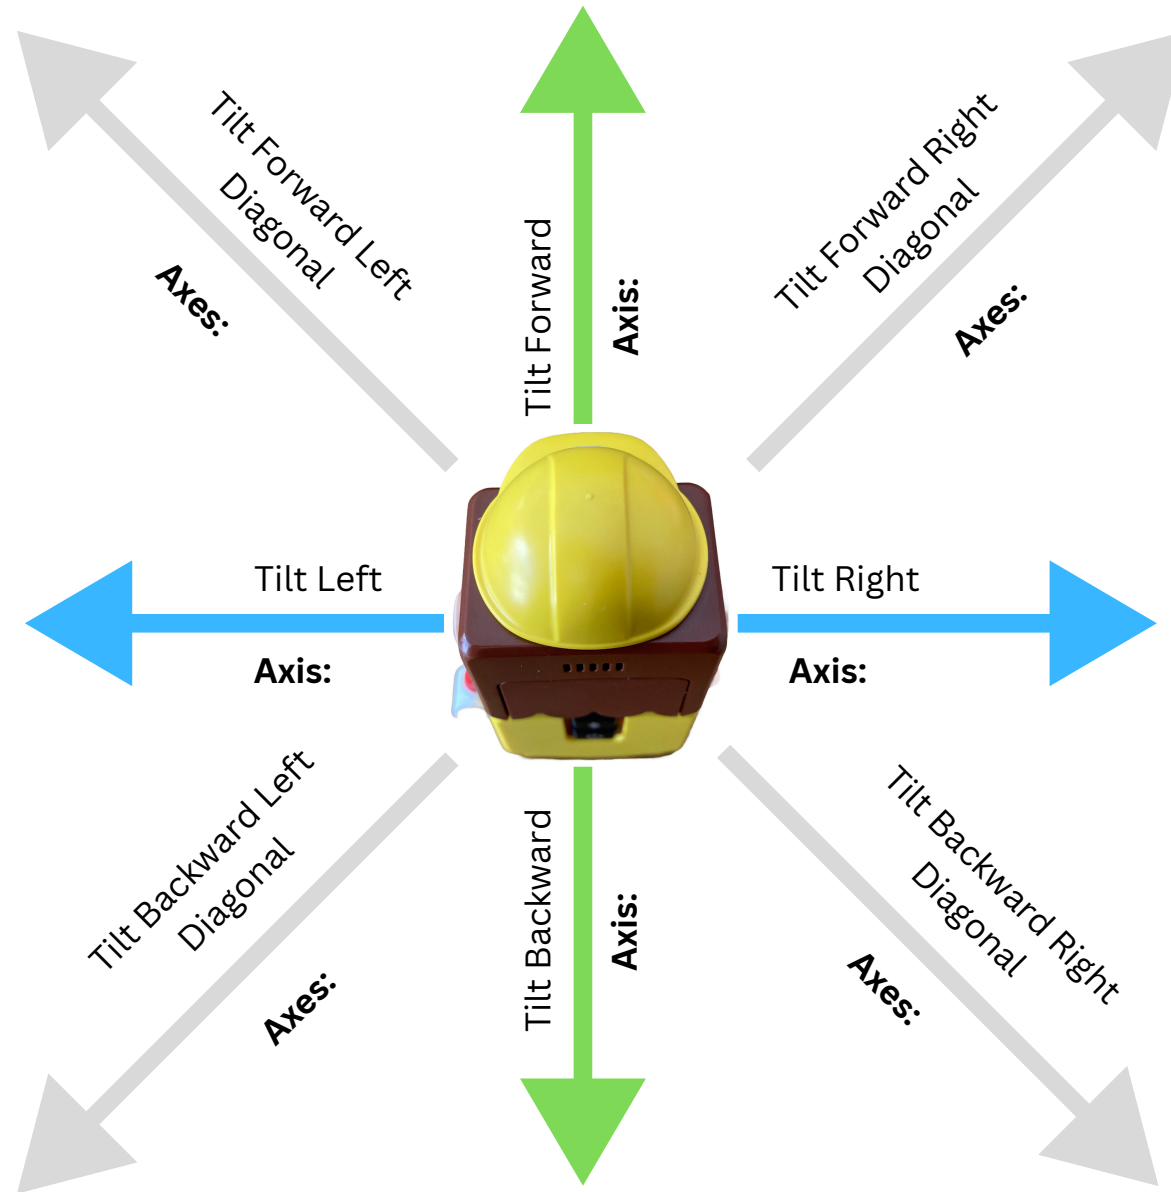 Tilt Forward Left
Diagonal
Axes:
Tilt Forward
Axis:
Tilt Forward Right
Diagonal
Axes:
Tilt Left
Axis:
Tilt Right
Axis:
Tilt Backward Left
Diagonal
Axes:
Tilt Backward
Axis:
Tilt Backward Right
Diagonal
Axes: